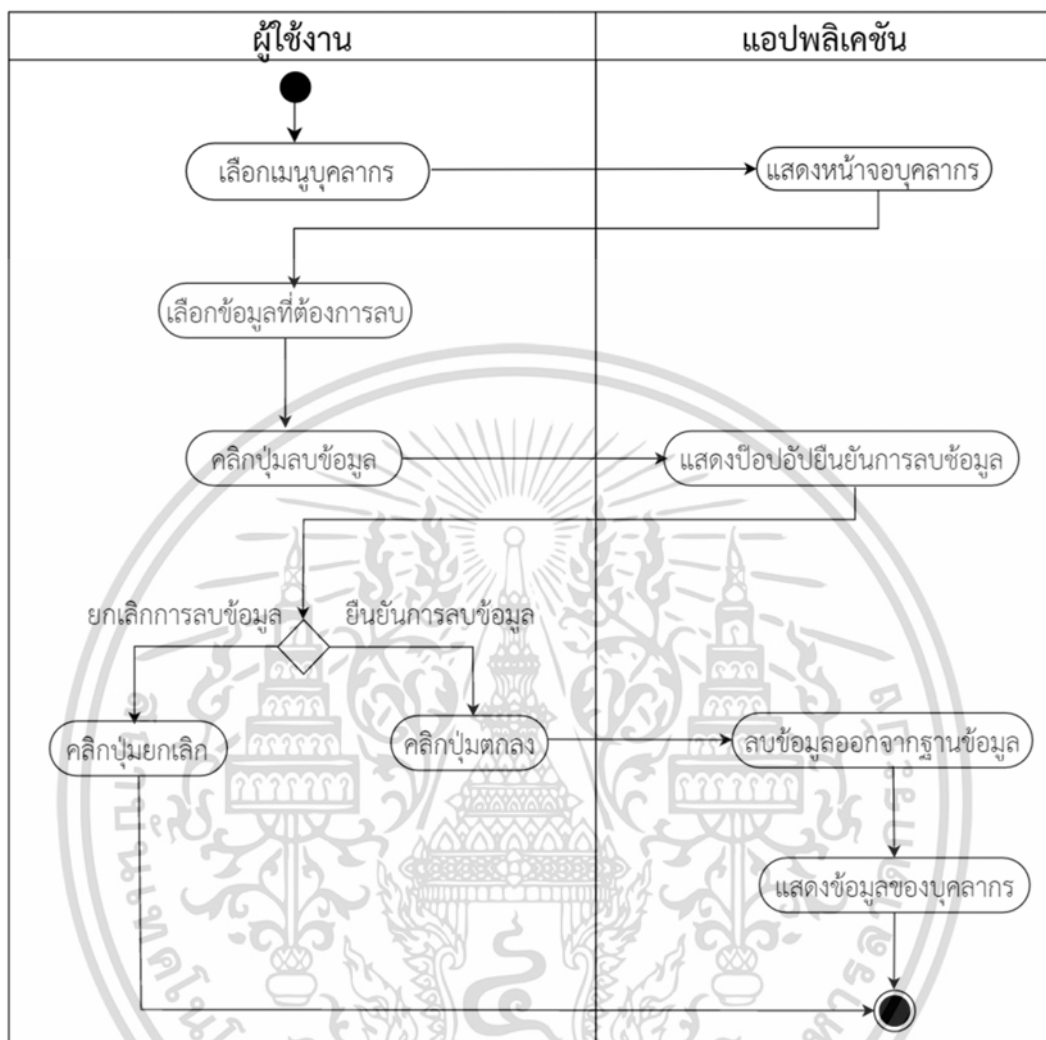 ผู้ใช้งาน
แอปพลิเคชัน
เลือกเมนูบุคลากร
แสดงหน้าจอบุคลากร
เลือกข้อมูลที่ต้องการลบ
คลิกปุ่มลบข้อมูล
แสดงป๊อปอัปยืนยันการลบช้อมูล
ยกเลิกการลบข้อมูล
ยืนยันการลบข้อมูล
คลิกปุ่มยกเลิก
คลิกปุ่มตกลง
ลบข้อมูลออกจากฐานข้อมูล
แสดงข้อมูลของบุคลากร